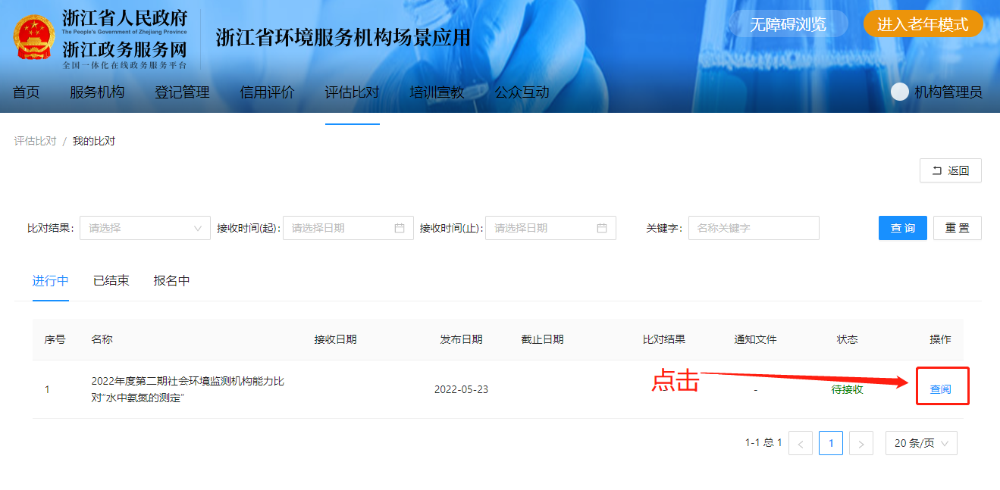 浙江省人民政府
The People's Government of Zhejiang Province
浙江政务服务网
全国一体化在线政务服务平台
浙江省环境服务机构场景应用
无障碍浏览
进入老年模式
首页 服务机构 登记管理 信用评价 评估比对 培训宣教 公众互动 机构管理员
评估比对 / 我的比对
返回
比对结果: 请选择 接收时间(起): 请选择日期 接收时间(止): 请选择日期 关键字: 名称关键字 查 询 重 置
进行中 已结束 报名中
序号 名称 接收日期 发布日期 截止日期 比对结果 通知文件 状态 操作
1 2022年度第二期社会环境监测机构能力比
对“水中氨氮的测定” 2022-05-23 点击 - 待接收 查阅
1-1 总 1 < 1 > 20 条/页